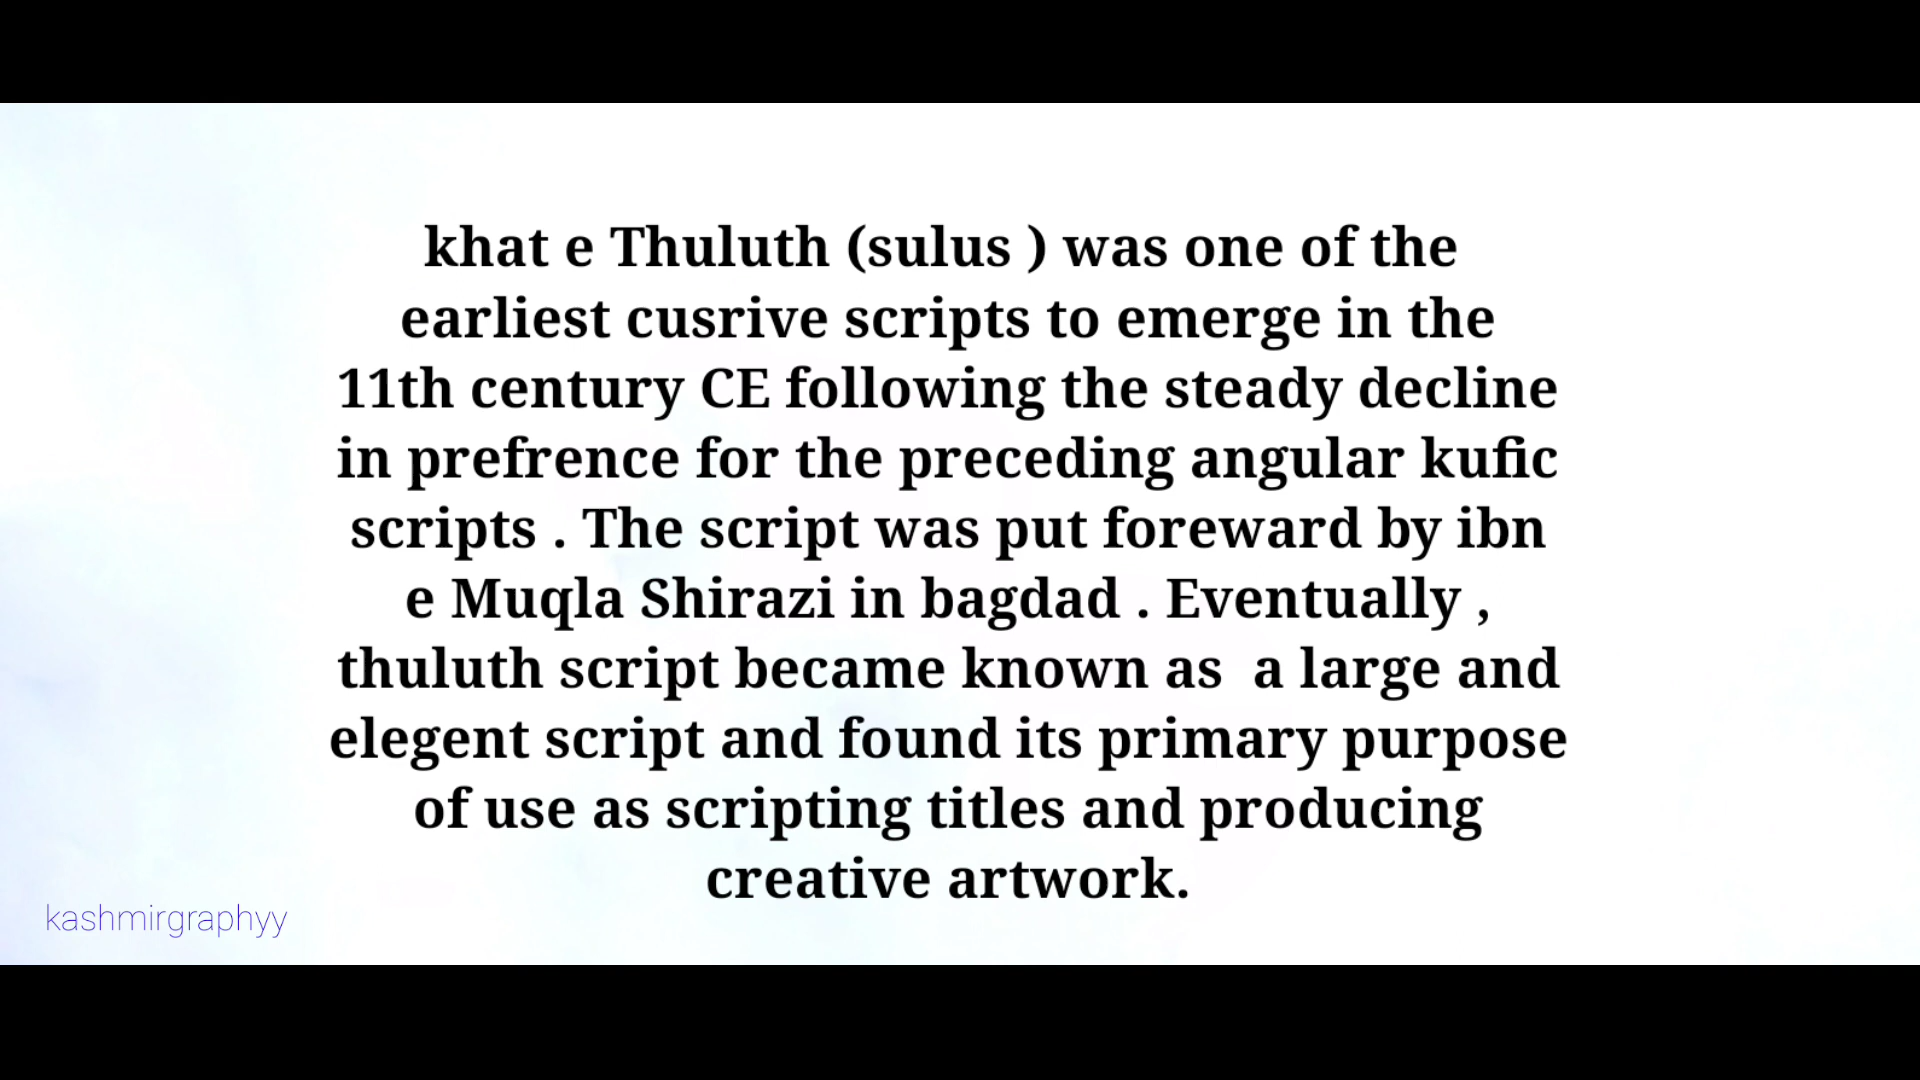 khat e Thuluth (sulus ) was one of the
earliest cusrive scripts to emerge in the
11th century CE following the steady decline
in prefrence for the preceding angular kufic
scripts . The script was put foreward by ibn
e Muqla Shirazi in bagdad . Eventually ,
thuluth script became known as  a large and
elegent script and found its primary purpose
of use as scripting titles and producing
creative artwork.
kashmirgraphyy